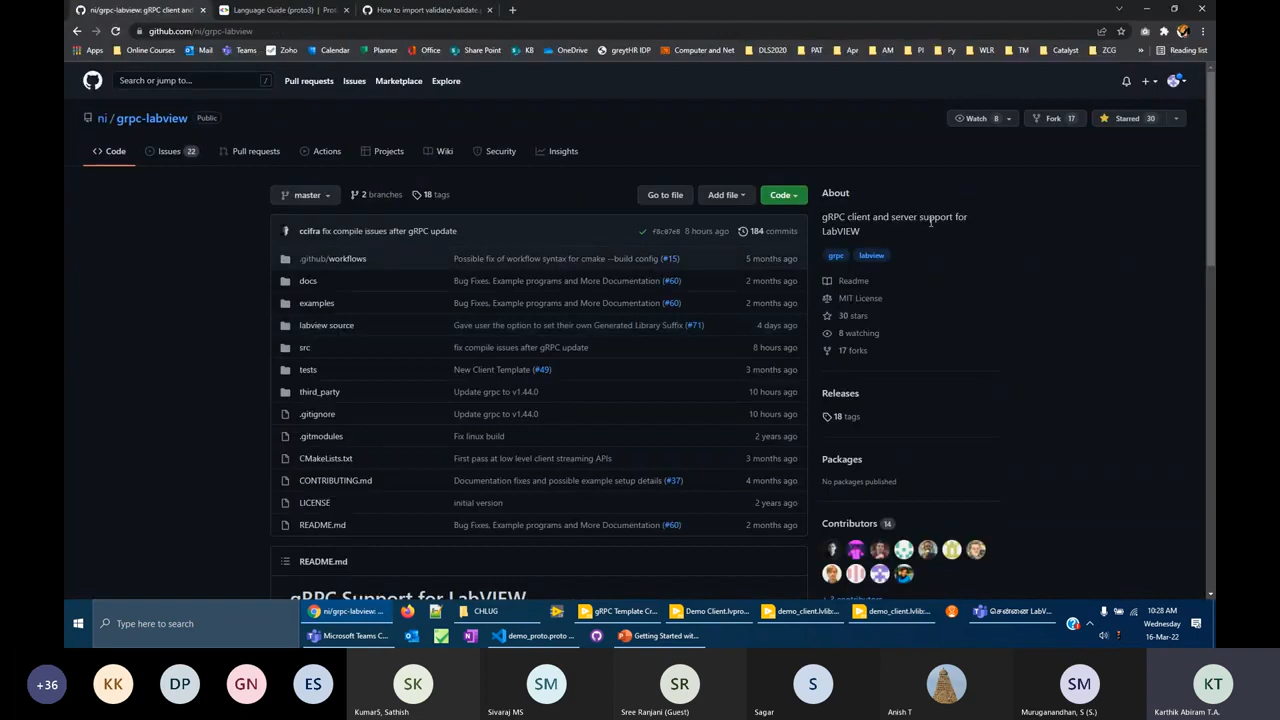 ni/grpc-labview: gRPC client and
Language Guide (proto3) | Prot
How to import validate/validate.p
github.com/ni/grpc-labview
Apps
Online Courses
Mail
Teams
Zoho
Calendar
Planner
Office
Share Point
KB
OneDrive
greytHR IDP
Computer and Net
DLS2020
PAT
Apr
AM
PI
Py
WLR
TM
Catalyst
ZCG
Reading list
Search or jump to...
/
Pull requests
Issues
Marketplace
Explore
ni / grpc-labview
Public
Watch 8
Fork 17
Starred 30
Code
Issues 22
Pull requests
Actions
Projects
Wiki
Security
Insights
master
2 branches
18 tags
Go to file
Add file
Code
ccifra fix compile issues after gRPC update
f8c07e8 8 hours ago
184 commits
.github/workflows Possible fix of workflow syntax for cmake --build config (#15) 5 months ago
docs Bug Fixes, Example programs and More Documentation (#60) 2 months ago
examples Bug Fixes, Example programs and More Documentation (#60) 2 months ago
labview source Gave user the option to set their own Generated Library Suffix (#71) 4 days ago
src fix compile issues after gRPC update 8 hours ago
tests New Client Template (#49) 3 months ago
third_party Update grpc to v1.44.0 10 hours ago
.gitignore Update grpc to v1.44.0 10 hours ago
.gitmodules Fix linux build 2 years ago
CMakeLists.txt First pass at low level client streaming APIs 3 months ago
CONTRIBUTING.md Documentation fixes and possible example setup details (#37) 4 months ago
LICENSE initial version 2 years ago
README.md Bug Fixes, Example programs and More Documentation (#60) 2 months ago
README.md
gRPC Support for LabVIEW
About
gRPC client and server support for
LabVIEW
grpc labview
Readme
MIT License
30 stars
8 watching
17 forks
Releases
18 tags
Packages
No packages published
Contributors 14
+ 3 contributors
ni/grpc-labview: ...
CHLUG
gRPC Template Cr...
Demo Client.lvpro...
demo_client.lvlib:...
demo_client.lvlib:...
சென்னை LabV...
10:28 AM
Type here to search
Wednesday
Microsoft Teams C...
demo_proto.proto ...
Getting Started wit...
16-Mar-22
+36
KK
DP
GN
ES
SK
SM
SR
S
SM
KT
KumarS, Sathish
Sivaraj MS
Sree Ranjani (Guest)
Sagar
Anish T
Muruganandhan, S (S.)
Karthik Abiram T.A.